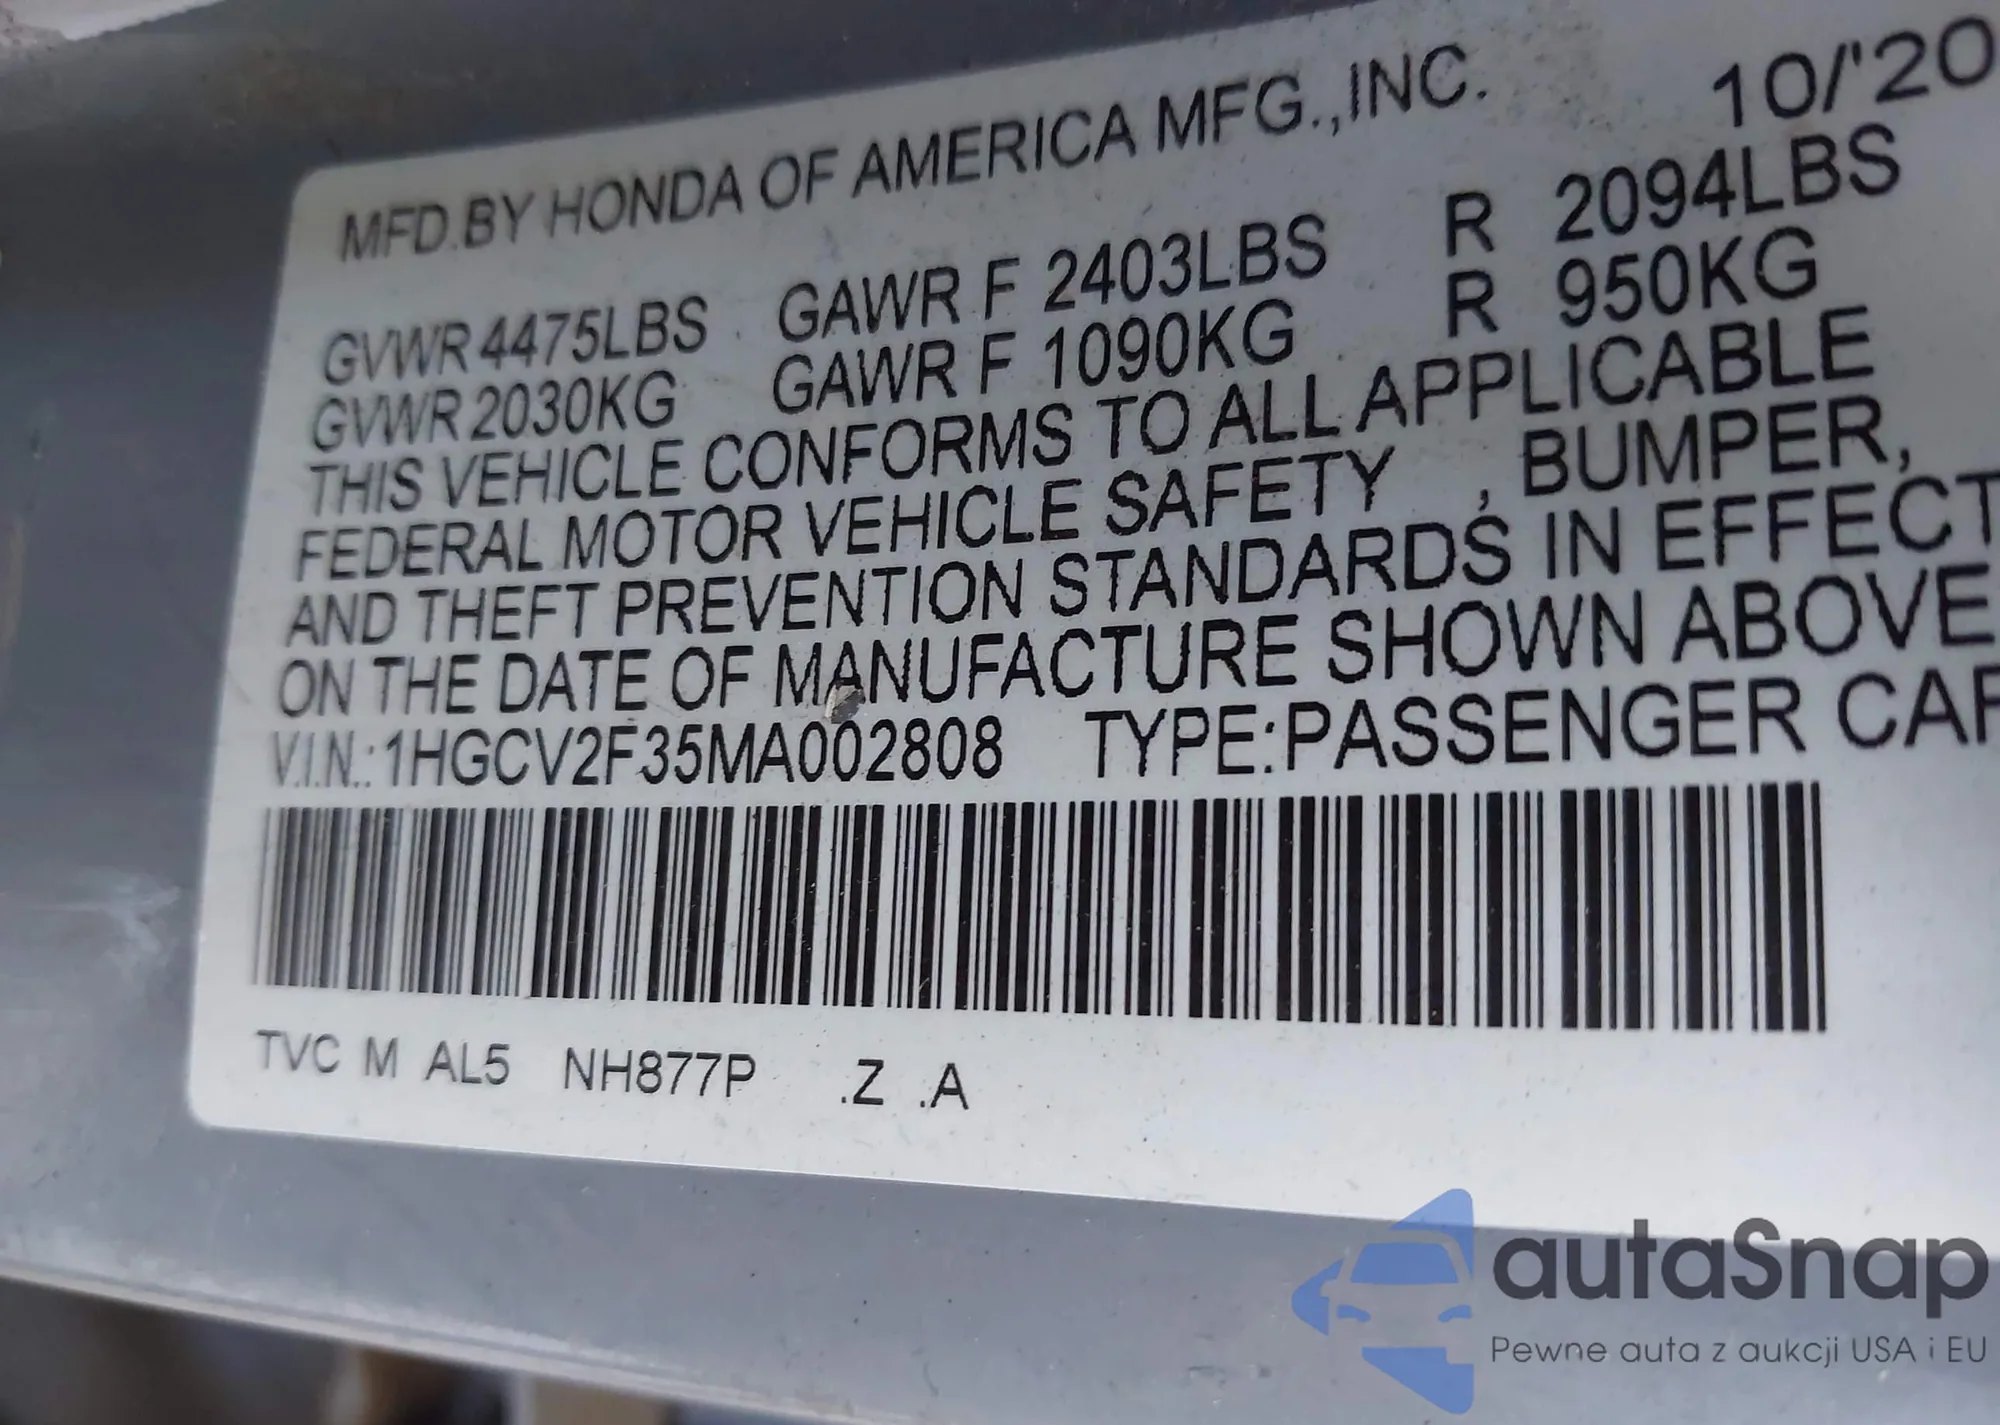 MFD.BY HONDA OF AMERICA MFG.,INC. 10/'20
GVWR 4475LBS GAWR F 2403LBS R 2094LBS
GVWR 2030KG GAWR F 1090KG R 950KG
THIS VEHICLE CONFORMS TO ALL APPLICABLE
FEDERAL MOTOR VEHICLE SAFETY , BUMPER,
AND THEFT PREVENTION STANDARDS IN EFFECT
ON THE DATE OF MANUFACTURE SHOWN ABOVE
V.I.N.:1HGCV2F35MA002808 TYPE:PASSENGER CAR
TVC M AL5 NH877P .Z .A
autaSnap
Pewne auta z aukcji USA i EU